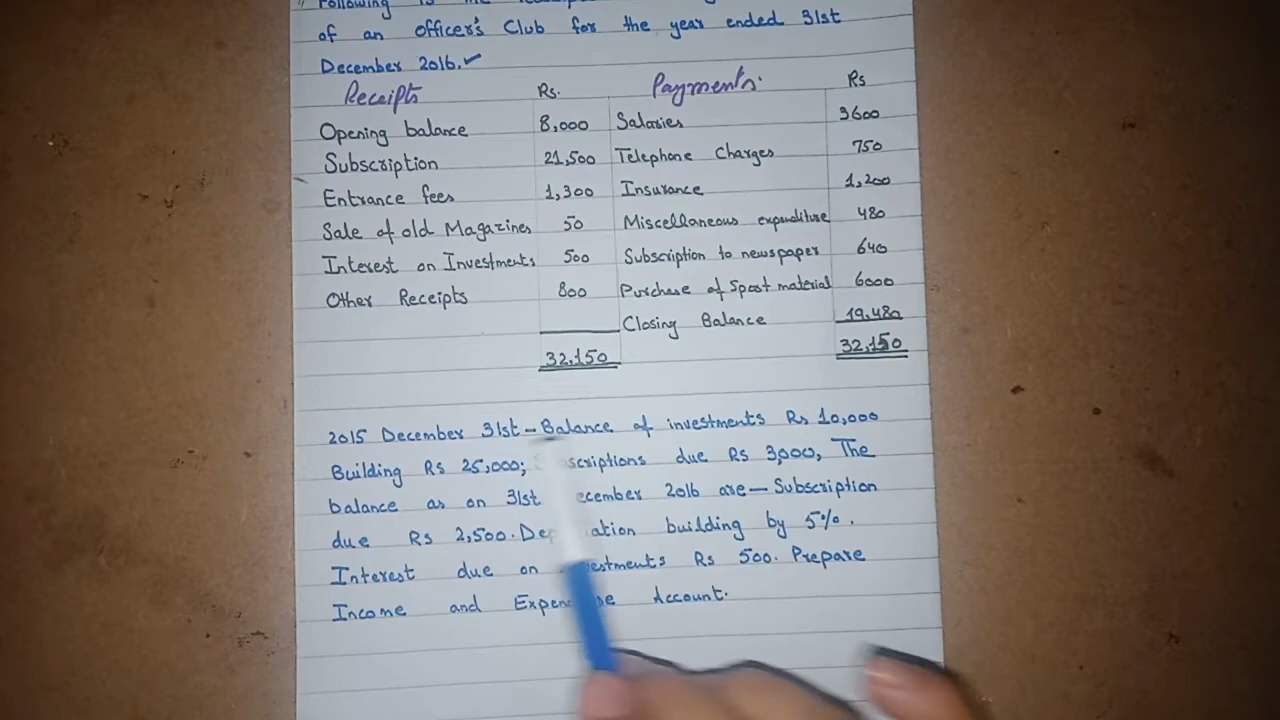 of an officer's Club for the year ended 31st
December 2016.
Receipts Rs. Payments. Rs
Opening balance 8,000 Salaries 3600
Subscription 21,500 Telephone Charges 750
Entrance fees 1,300 Insurance 1,200
Sale of old Magazines 50 Miscellaneous expenditure 480
Interest on Investments 500 Subscription to newspaper 640
Other Receipts 800 Purchase of Sport material 6000
Closing Balance 19,480
32,150 32,150
2015 December 31st - Balance of investments Rs 10,000
Building Rs 25,000; scriptions due Rs 3,000, The
balance as on 31st ecember 2016 are - Subscription
due Rs 2,500. De ation building by 5%.
Interest due on estments Rs 500. Prepare
Income and Expen re Account.